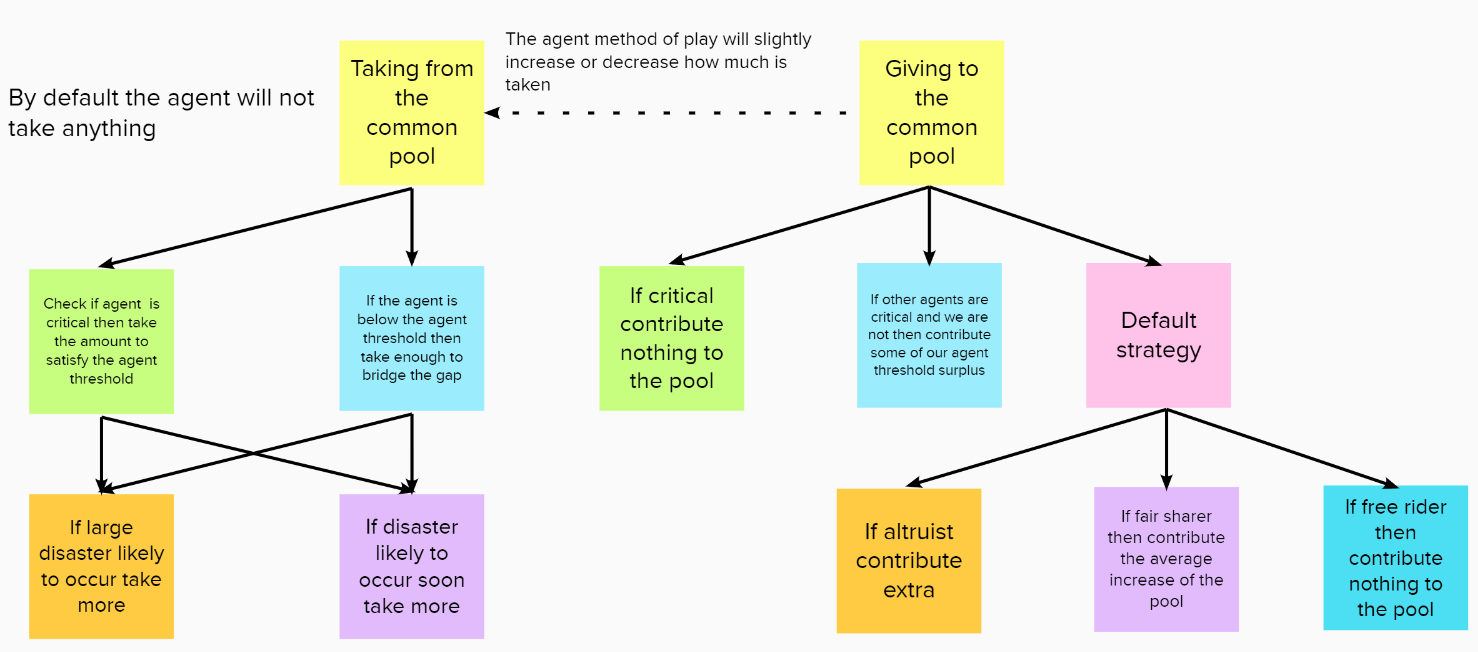 The agent method of play will slightly
increase or decrease how much is
taken
By default the agent will not
take anything
Taking from
the
common
pool
Giving to
the
common
pool
Check if agent is
critical then take
the amount to
satisfy the agent
threshold
If the agent is
below the agent
threshold then
take enough to
bridge the gap
If critical
contribute
nothing to
the pool
If other agents are
critical and we are
not then contribute
some of our agent
threshold surplus
Default
strategy
If large
disaster likely
to occur take
more
If disaster
likely to
occur soon
take more
If altruist
contribute
extra
If fair sharer
then contribute
the average
increase of the
pool
If free rider
then
contribute
nothing to
the pool